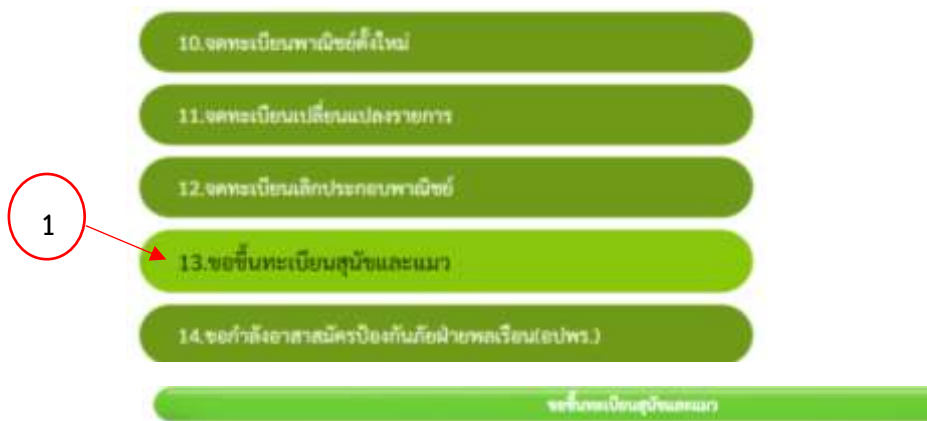 10.จดทะเบียนพาณิชย์ตั้งใหม่
11.จดทะเบียนเปลี่ยนแปลงรายการ
12.จดทะเบียนเลิกประกอบพาณิชย์
1
13.ขอขึ้นทะเบียนสุนัขและแมว
14.ขอกำลังอาสาสมัครป้องกันภัยฝ่ายพลเรือน(อปพร.)
ขอขึ้นทะเบียนสุนัขและแมว